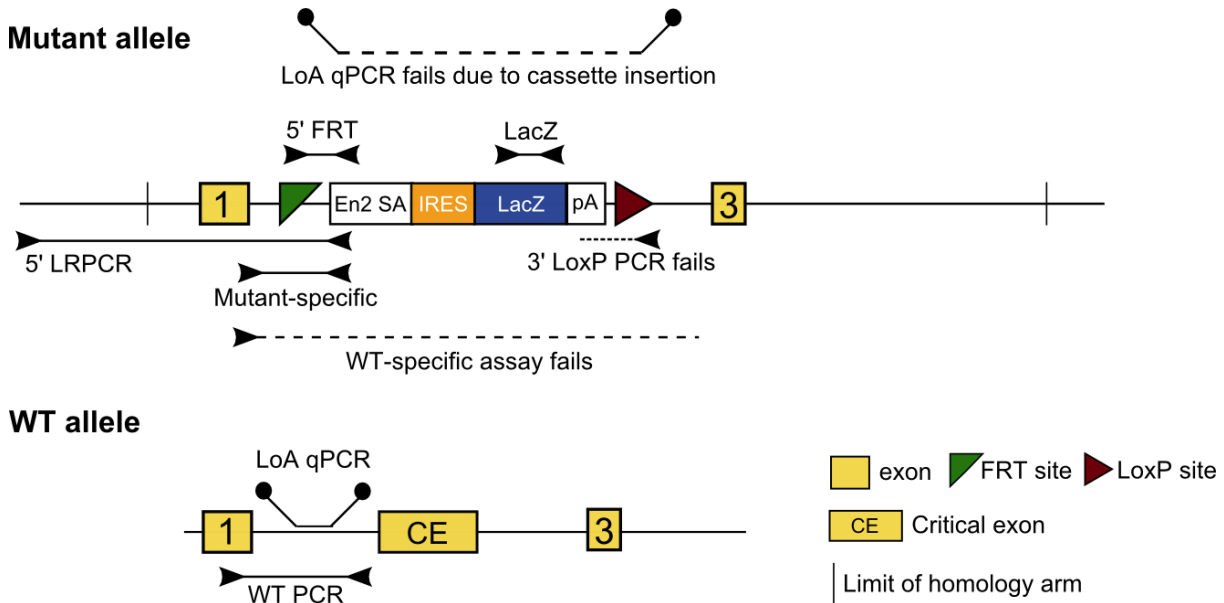 Mutant allele
LoA qPCR fails due to cassette insertion
5' FRT
LacZ
1
En2 SA
IRES
LacZ
pA
3
5' LRPCR
3' LoxP PCR fails
Mutant-specific
WT-specific assay fails
WT allele
LoA qPCR
1
CE
3
WT PCR
exon
FRT site
LoxP site
CE
Critical exon
Limit of homology arm